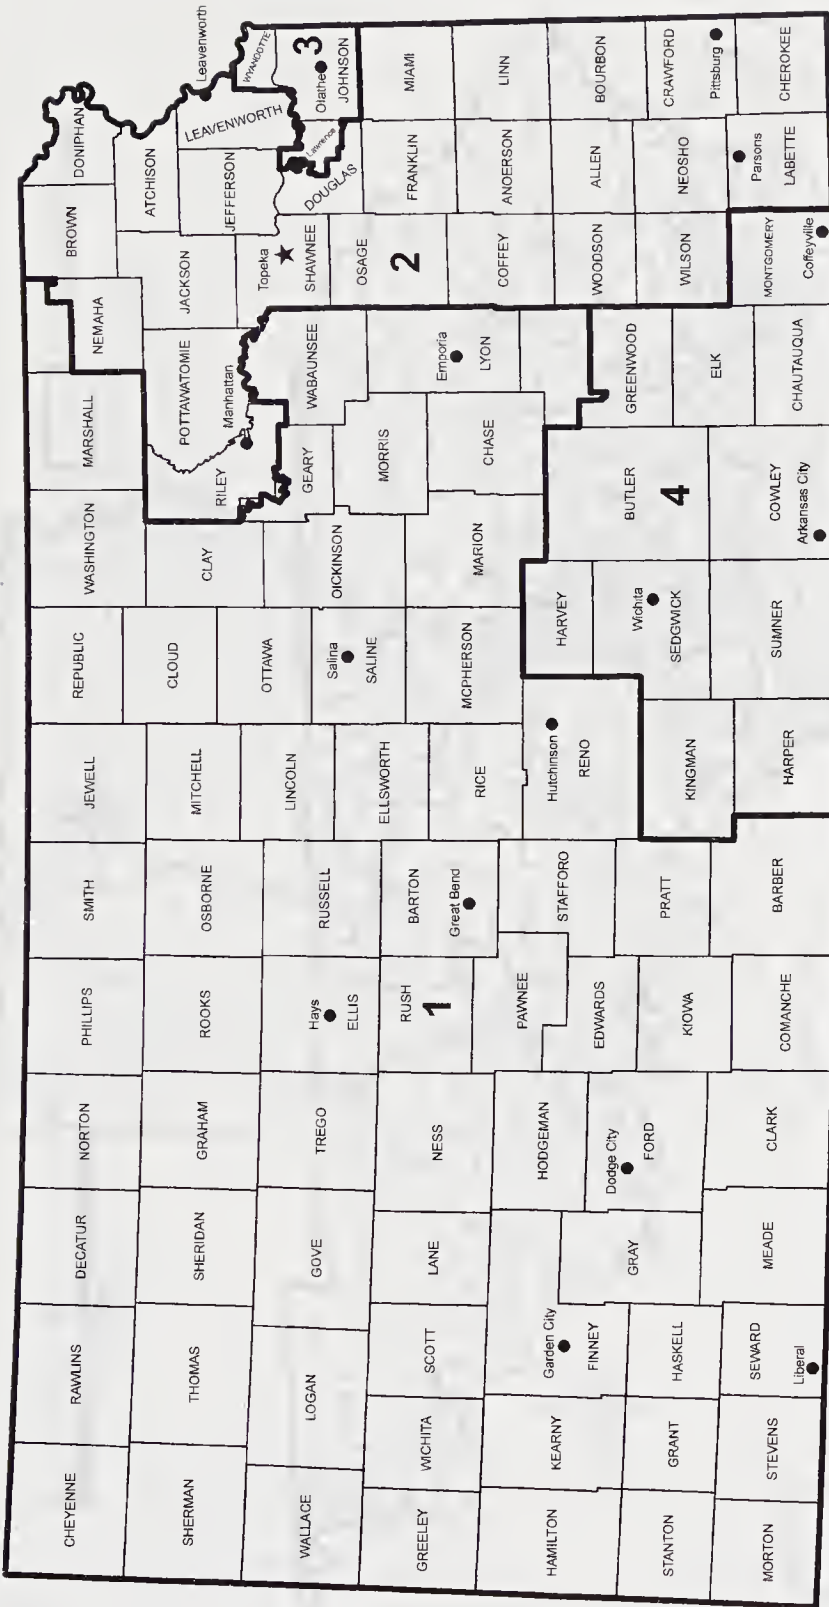 CHEYENNE
RAWLINS
DECATUR
NORTON
PHILLIPS
SMITH
JEWELL
REPUBLIC
WASHINGTON
MARSHALL
NEMAHA
BROWN
DONIPHAN
SHERMAN
THOMAS
SHERIDAN
GRAHAM
ROOKS
OSBORNE
MITCHELL
CLOUD
CLAY
RILEY
POTTAWATOMIE
Manhattan
JACKSON
ATCHISON
JEFFERSON
LEAVENWORTH
Leavenworth
WYANDOTTE
WALLACE
LOGAN
GOVE
TREGO
Hays
ELLIS
RUSSELL
LINCOLN
OTTAWA
Salina
SALINE
OICKINSON
GEARY
MORRIS
WABAUNSEE
Topeka
SHAWNEE
DOUGLAS
Lawrence
3
Olathe
JOHNSON
GREELEY
WICHITA
SCOTT
LANE
NESS
RUSH
1
BARTON
Great Bend
ELLSWORTH
RICE
MCPHERSON
MARION
CHASE
Emporia
LYON
OSAGE
2
COFFEY
FRANKLIN
ANDERSON
MIAMI
LINN
HAMILTON
KEARNY
Garden City
FINNEY
HODGEMAN
PAWNEE
STAFFORO
Hutchinson
RENO
HARVEY
BUTLER
4
GREENWOOD
WOODSON
ALLEN
BOURBON
GRAY
Dodge City
FORD
EDWARDS
PRATT
KINGMAN
Wichita
SEDGWICK
ELK
WILSON
NEOSHO
CRAWFORD
Pittsburg
STANTON
GRANT
HASKELL
KIOWA
MORTON
STEVENS
SEWARD
Liberal
MEADE
CLARK
COMANCHE
BARBER
HARPER
SUMNER
COWLEY
Arkansas City
CHAUTAUQUA
MONTGOMERY
Coffeyville
Parsons
LABETTE
CHEROKEE